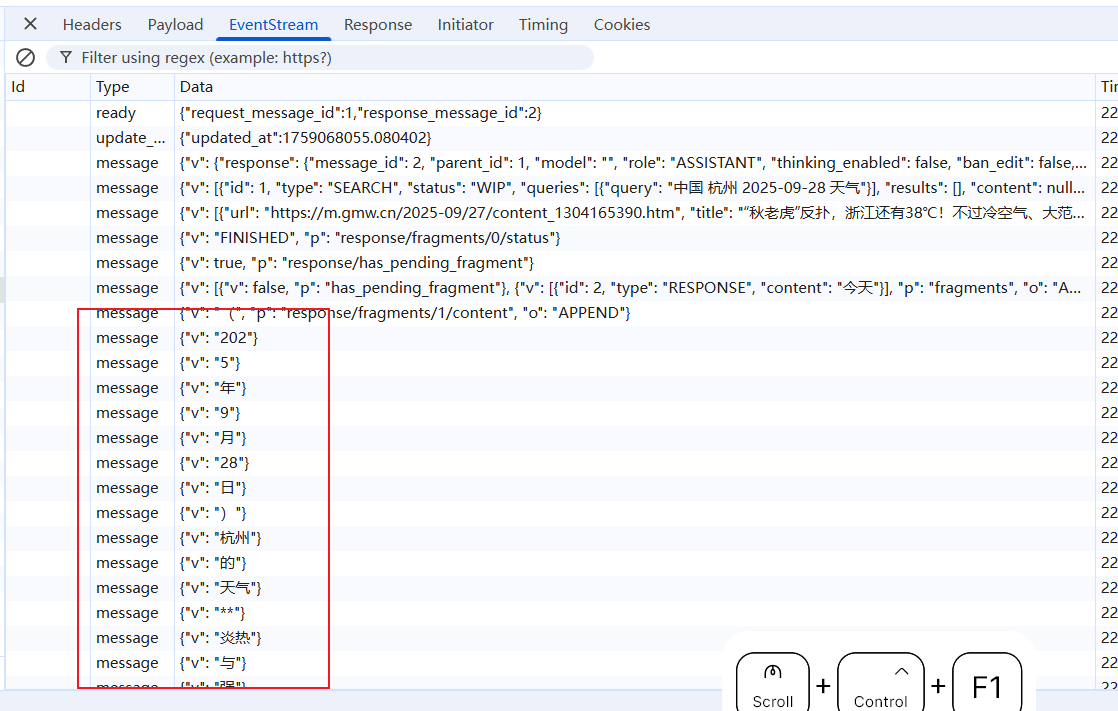 Headers Payload EventStream Response Initiator Timing Cookies
Filter using regex (example: https?)
Id Type Data
ready {"request_message_id":1,"response_message_id":2} 22
update_... {"updated_at":1759068055.080402} 22
message {"v": {"response": {"message_id": 2, "parent_id": 1, "model": "", "role": "ASSISTANT", "thinking_enabled": false, "ban_edit": false,... 22
message {"v": [{"id": 1, "type": "SEARCH", "status": "WIP", "queries": [{"query": "中国 杭州 2025-09-28 天气"}], "results": [], "content": null... 22
message {"v": [{"url": "https://m.gmw.cn/2025-09/27/content_1304165390.htm", "title": "“秋老虎”反扑，浙江还有38℃！不过冷空气、大范... 22
message {"v": "FINISHED", "p": "response/fragments/0/status"} 22
message {"v": true, "p": "response/has_pending_fragment"} 22
message {"v": [{"v": false, "p": "has_pending_fragment"}, {"v": [{"id": 2, "type": "RESPONSE", "content": "今天"}], "p": "fragments", "o": "A... 22
message {"v": "（", "p": "response/fragments/1/content", "o": "APPEND"} 22
message {"v": "202"} 22
message {"v": "5"} 22
message {"v": "年"} 22
message {"v": "9"} 22
message {"v": "月"} 22
message {"v": "28"} 22
message {"v": "日"} 22
message {"v": "）"} 22
message {"v": "杭州"} 22
message {"v": "的"} 22
message {"v": "天气"} 22
message {"v": "**"} 22
message {"v": "炎热"} 22
message {"v": "与"} 22
message {"v": "强"}
Scroll + Control + F1